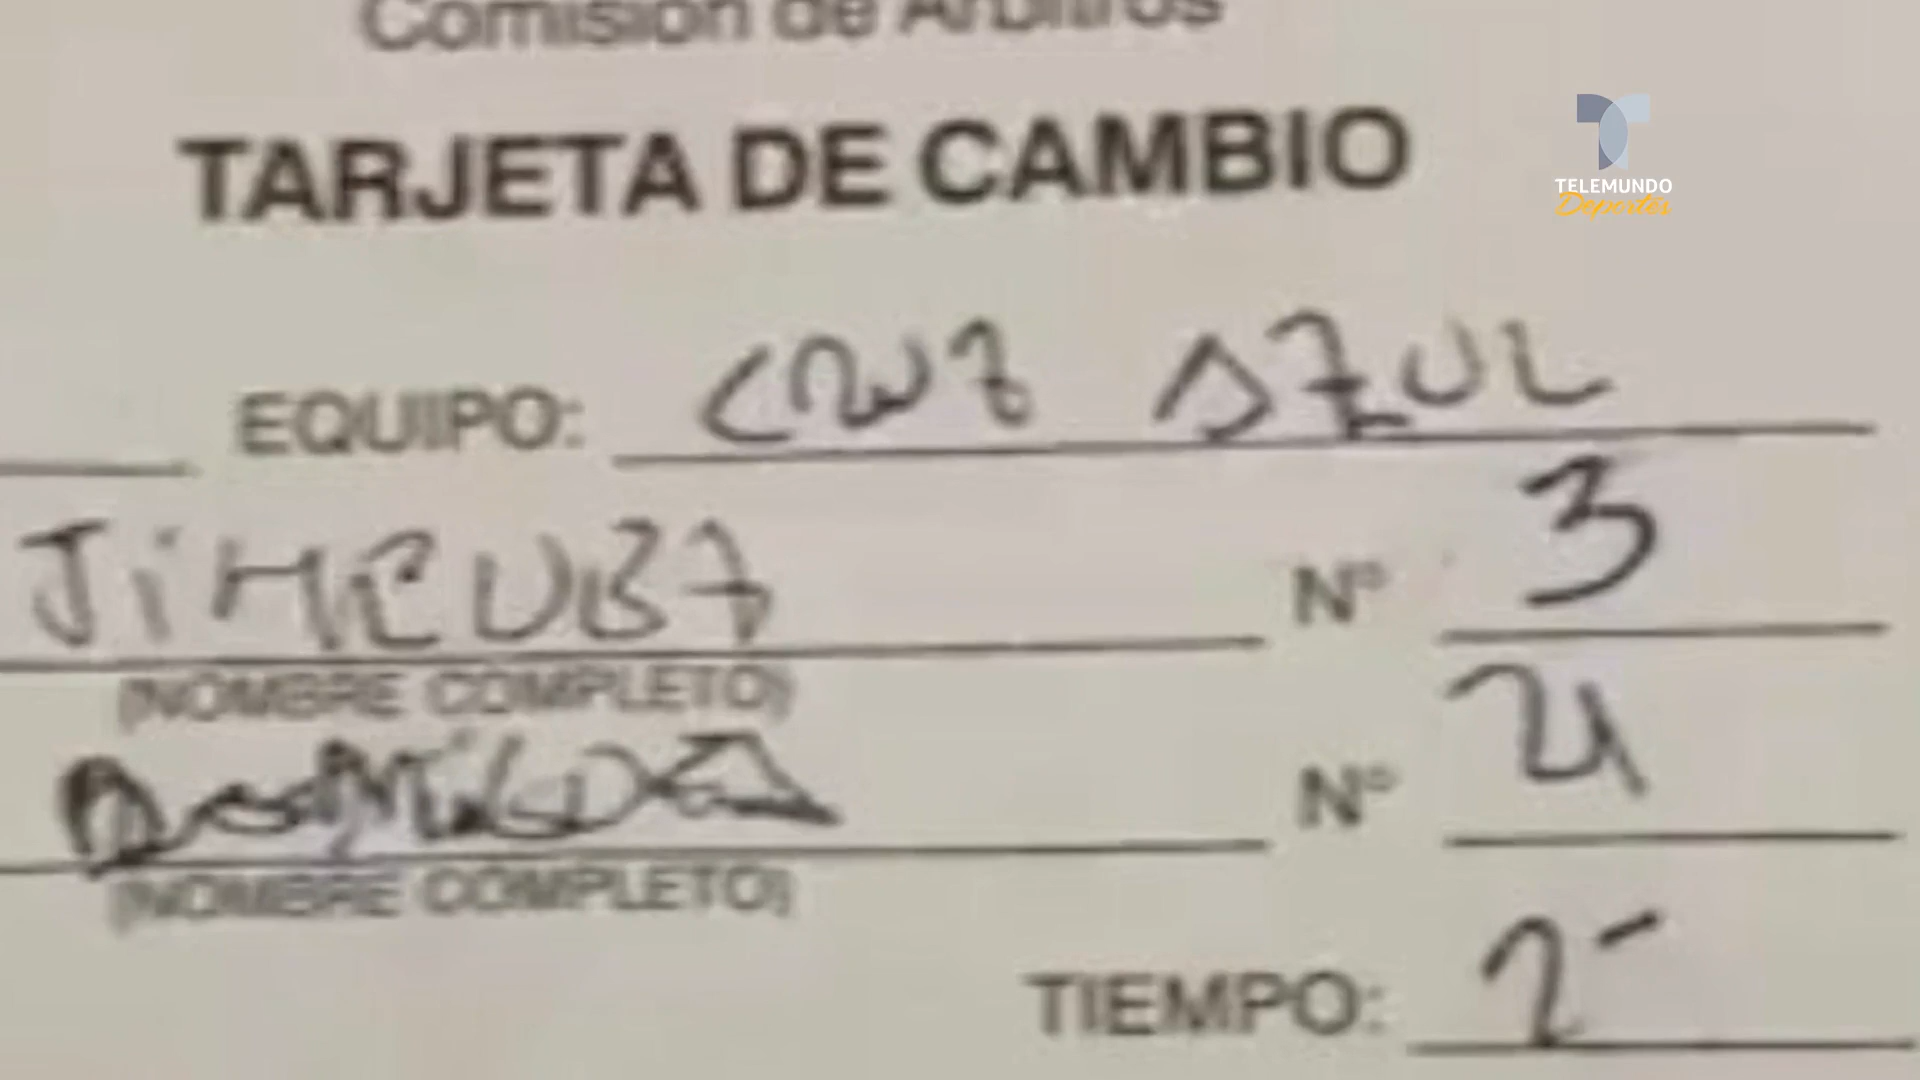 Comisión de Árbitros
TARJETA DE CAMBIO
TELEMUNDO
Deportes
EQUIPO: CRUZ AZUL
JiMENEZ Nº 3
(NOMBRE COMPLETO)
Nº 21
(NOMBRE COMPLETO)
TIEMPO: 2